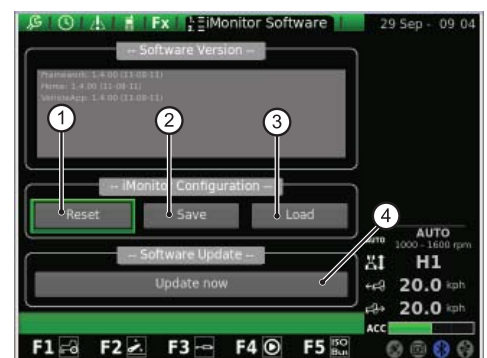 Fx iMonitor Software 29 Sep - 09 04
-- Software Version --
Framework: 1.4.00 (11-08-11)
Home: 1.4.00 (11-08-11)
VehicleApp: 1.4.00 (11-08-11)
1 2 3
-- iMonitor Configuration --
Reset Save Load
4
-- Software Update --
Update now
AUTO AUTO
1000 - 1600 rpm
H1
20.0 kph
20.0 kph
ACC
F1 F2 F3 F4 F5 ISO Bus